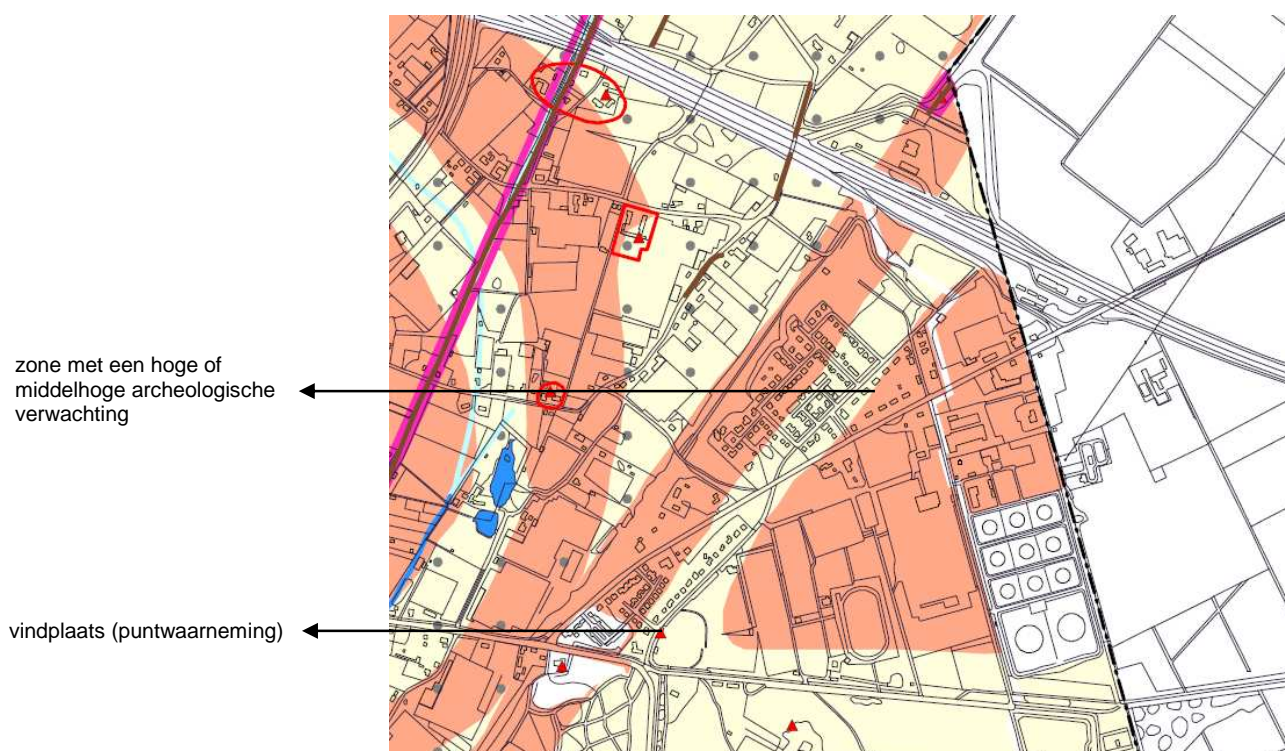 zone met een hoge of
middelhoge archeologische
verwachting
vindplaats (puntwaarneming)